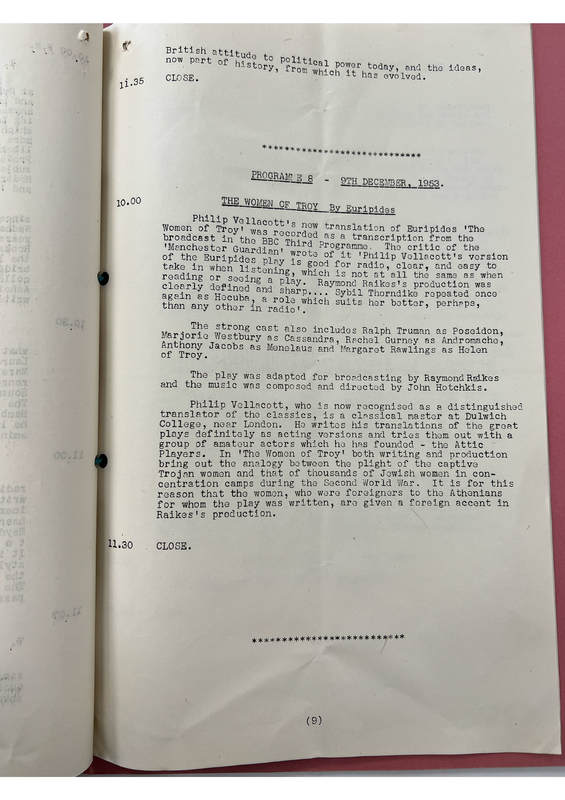 British attitude to political power today, and the ideas,
now part of history, from which it has evolved.
11.35 CLOSE.
****************************
PROGRAMME 8 - 9TH DECEMBER, 1953.
10.00 THE WOMEN OF TROY By Euripides
Philip Vellacott's new translation of Euripides 'The
Women of Troy' was recorded as a transcription from the
broadcast in the BBC Third Programme. The critic of the
'Manchester Guardian' wrote of it 'Philip Vellacott's version
of the Euripides play is good for radio, clear, and easy to
take in when listening, which is not at all the same as when
reading or seeing a play. Raymond Raikes's production was
clearly defined and sharp.... Sybil Thorndike repeated once
again as Hecuba, a role which suits her better, perhaps,
than any other in radio'.
The strong cast also includes Ralph Truman as Poseidon,
Marjorie Westbury as Cassandra, Rachel Gurney as Andromache,
Anthony Jacobs as Menelaus and Margaret Rawlings as Helen
of Troy.
The play was adapted for broadcasting by Raymond Raikes
and the music was composed and directed by John Hotchkis.
Philip Vellacott, who is now recognised as a distinguished
translator of the classics, is a classical master at Dulwich
College, near London. He writes his translations of the great
plays definitely as acting versions and tries them out with a
group of amateur actors which he has founded - the Attic
Players. In 'The Women of Troy' both writing and production
bring out the analogy between the plight of the captive
Trojan women and that of thousands of Jewish women in con-
centration camps during the Second World War. It is for this
reason that the women, who were foreigners to the Athenians
for whom the play was written, are given a foreign accent in
Raikes's production.
11.30 CLOSE.
**************************
(9)